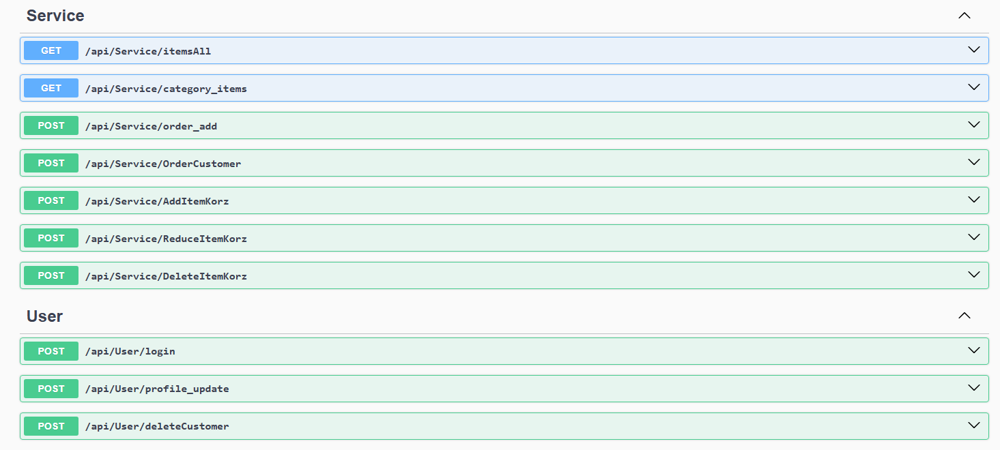 Service
GET /api/Service/itemsAll
GET /api/Service/category_items
POST /api/Service/order_add
POST /api/Service/OrderCustomer
POST /api/Service/AddItemKorz
POST /api/Service/ReduceItemKorz
POST /api/Service/DeleteItemKorz
User
POST /api/User/login
POST /api/User/profile_update
POST /api/User/deleteCustomer